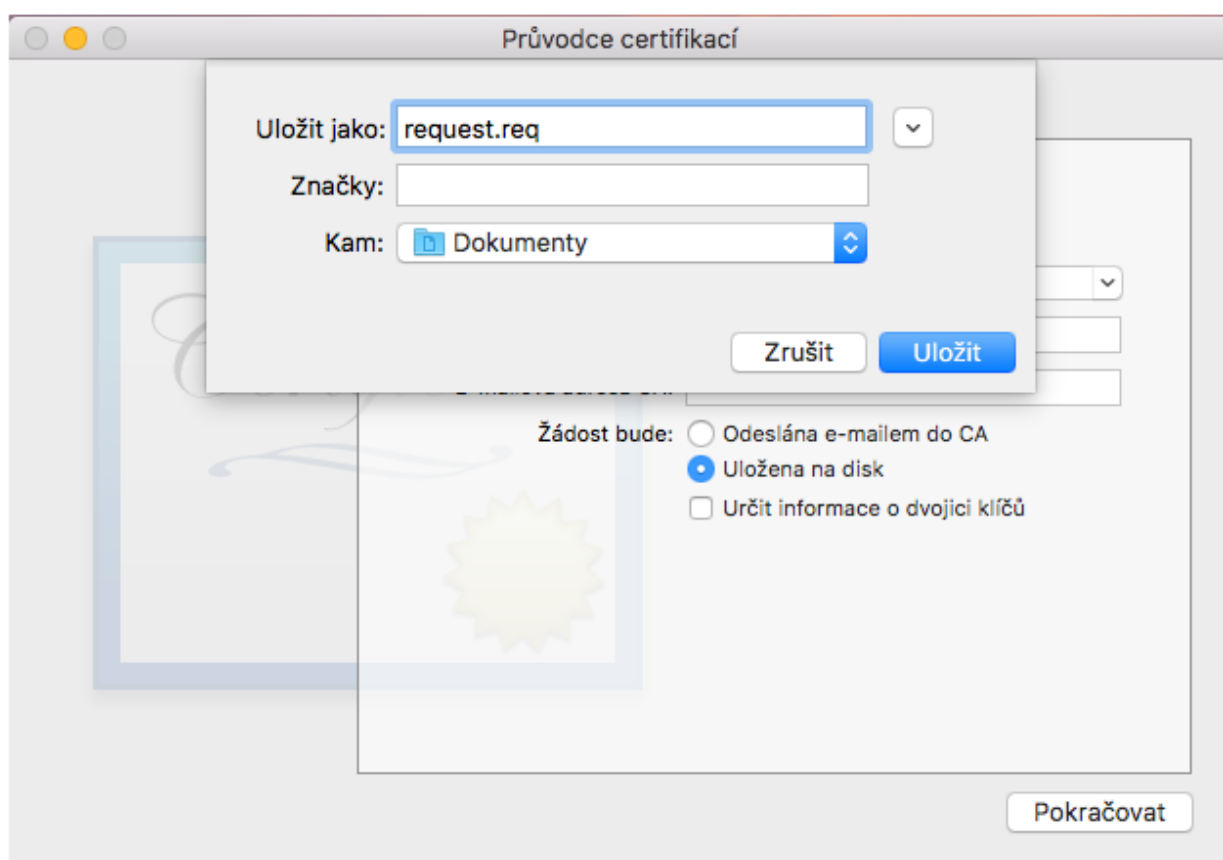 Průvodce certifikací
Uložit jako: request.req
Značky:
Kam: Dokumenty
Zrušit Uložit
Žádost bude: Odeslána e-mailem do CA
Uložena na disk
Určit informace o dvojici klíčů
Pokračovat